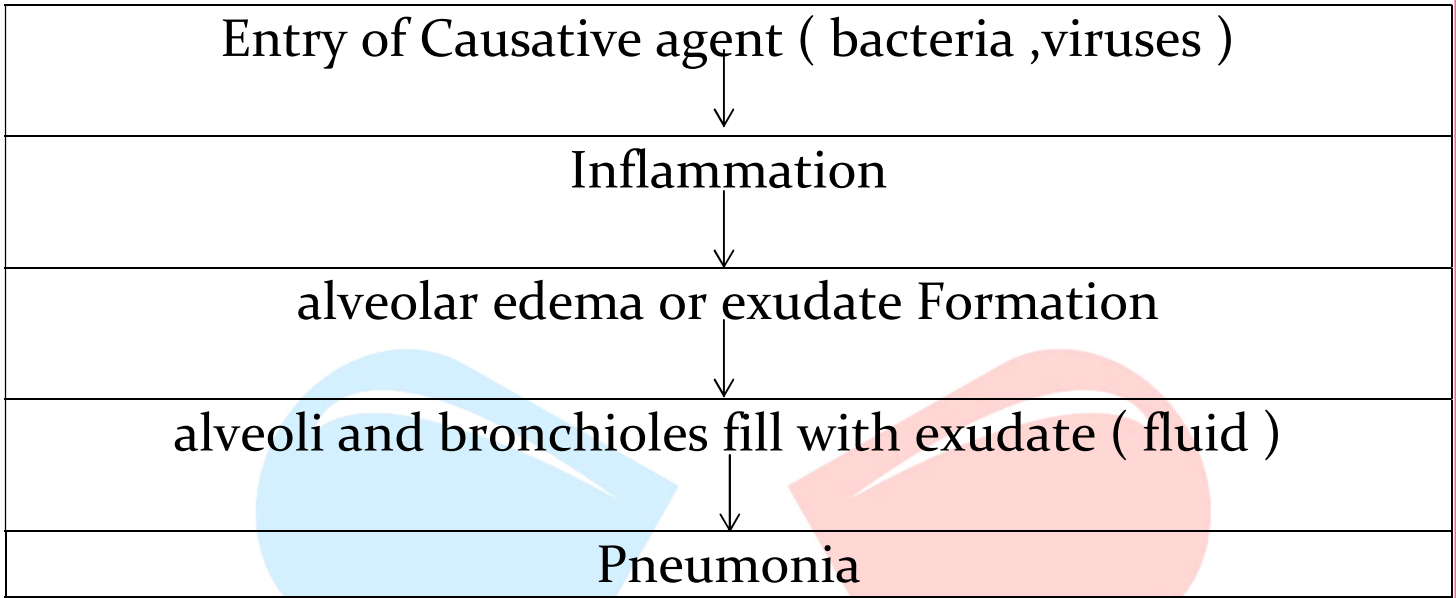 Entry of Causative agent ( bacteria ,viruses )
Inflammation
alveolar edema or exudate Formation
alveoli and bronchioles fill with exudate ( fluid )
Pneumonia